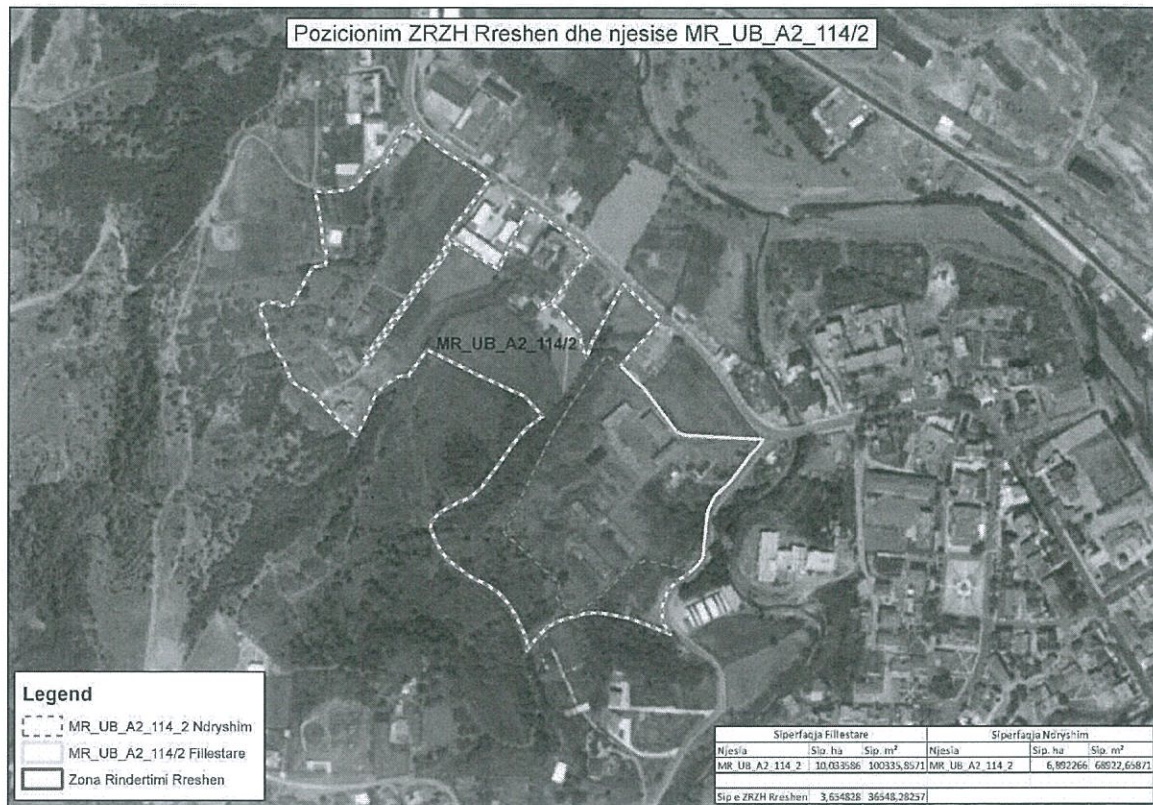 Pozicionim ZRZH Rreshen dhe njesise MR_UB_A2_114/2
MR_UB_A2_114/2
Legend
MR_UB_A2_114_2 Ndryshim
MR_UB_A2_114/2 Fillestare
Zona Rindertimi Rreshen
Siperfaqja Fillestare Siperfaqja Ndryshim
Njesia Sip. ha Sip. m² Njesia Sip. ha Sip. m²
MR_UB_A2_114_2 10,033586 100335,8571 MR_UB_A2_114_2 6,892266 68922,65871
Sip e ZRZH Rreshen 3,654828 36548,28257